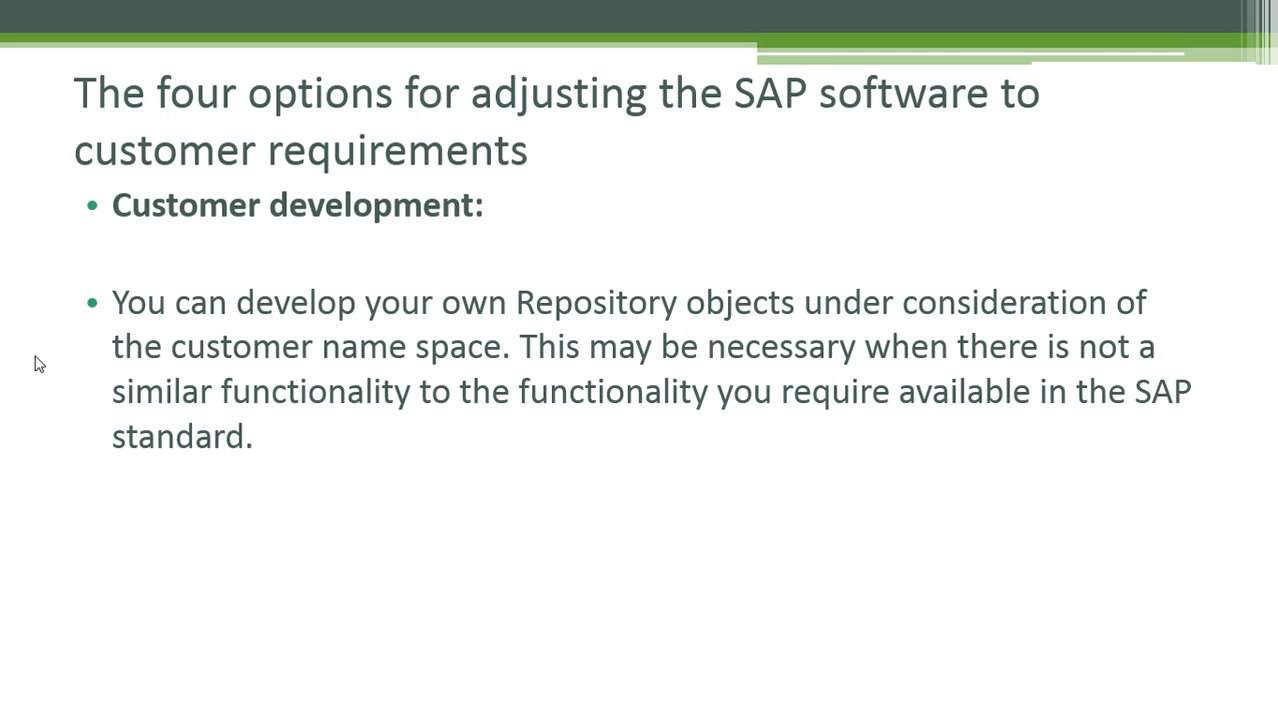 The four options for adjusting the SAP software to
customer requirements
• Customer development:
• You can develop your own Repository objects under consideration of
the customer name space. This may be necessary when there is not a
similar functionality to the functionality you require available in the SAP
standard.